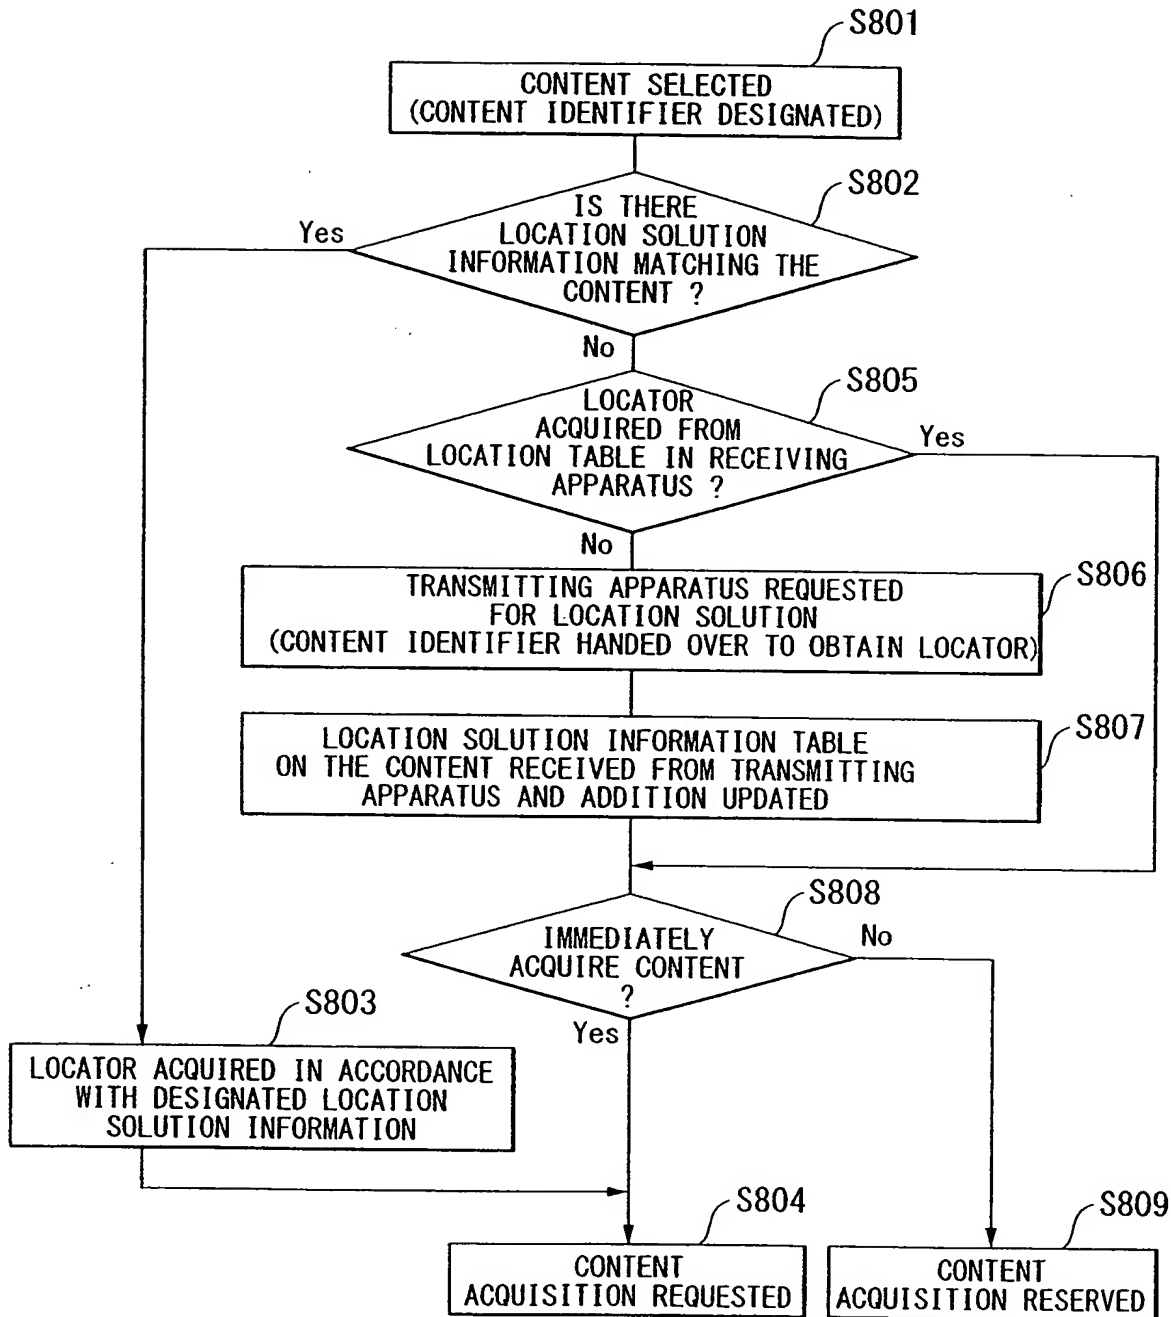 S801
CONTENT SELECTED
(CONTENT IDENTIFIER DESIGNATED)
S802
IS THERE
LOCATION SOLUTION
INFORMATION MATCHING THE
CONTENT ?
Yes
No
S805
LOCATOR
ACQUIRED FROM
LOCATION TABLE IN RECEIVING
APPARATUS ?
Yes
No
S806
TRANSMITTING APPARATUS REQUESTED
FOR LOCATION SOLUTION
(CONTENT IDENTIFIER HANDED OVER TO OBTAIN LOCATOR)
S807
LOCATION SOLUTION INFORMATION TABLE
ON THE CONTENT RECEIVED FROM TRANSMITTING
APPARATUS AND ADDITION UPDATED
S808
IMMEDIATELY
ACQUIRE CONTENT
?
No
Yes
S803
LOCATOR ACQUIRED IN ACCORDANCE
WITH DESIGNATED LOCATION
SOLUTION INFORMATION
S804
CONTENT
ACQUISITION REQUESTED
S809
CONTENT
ACQUISITION RESERVED